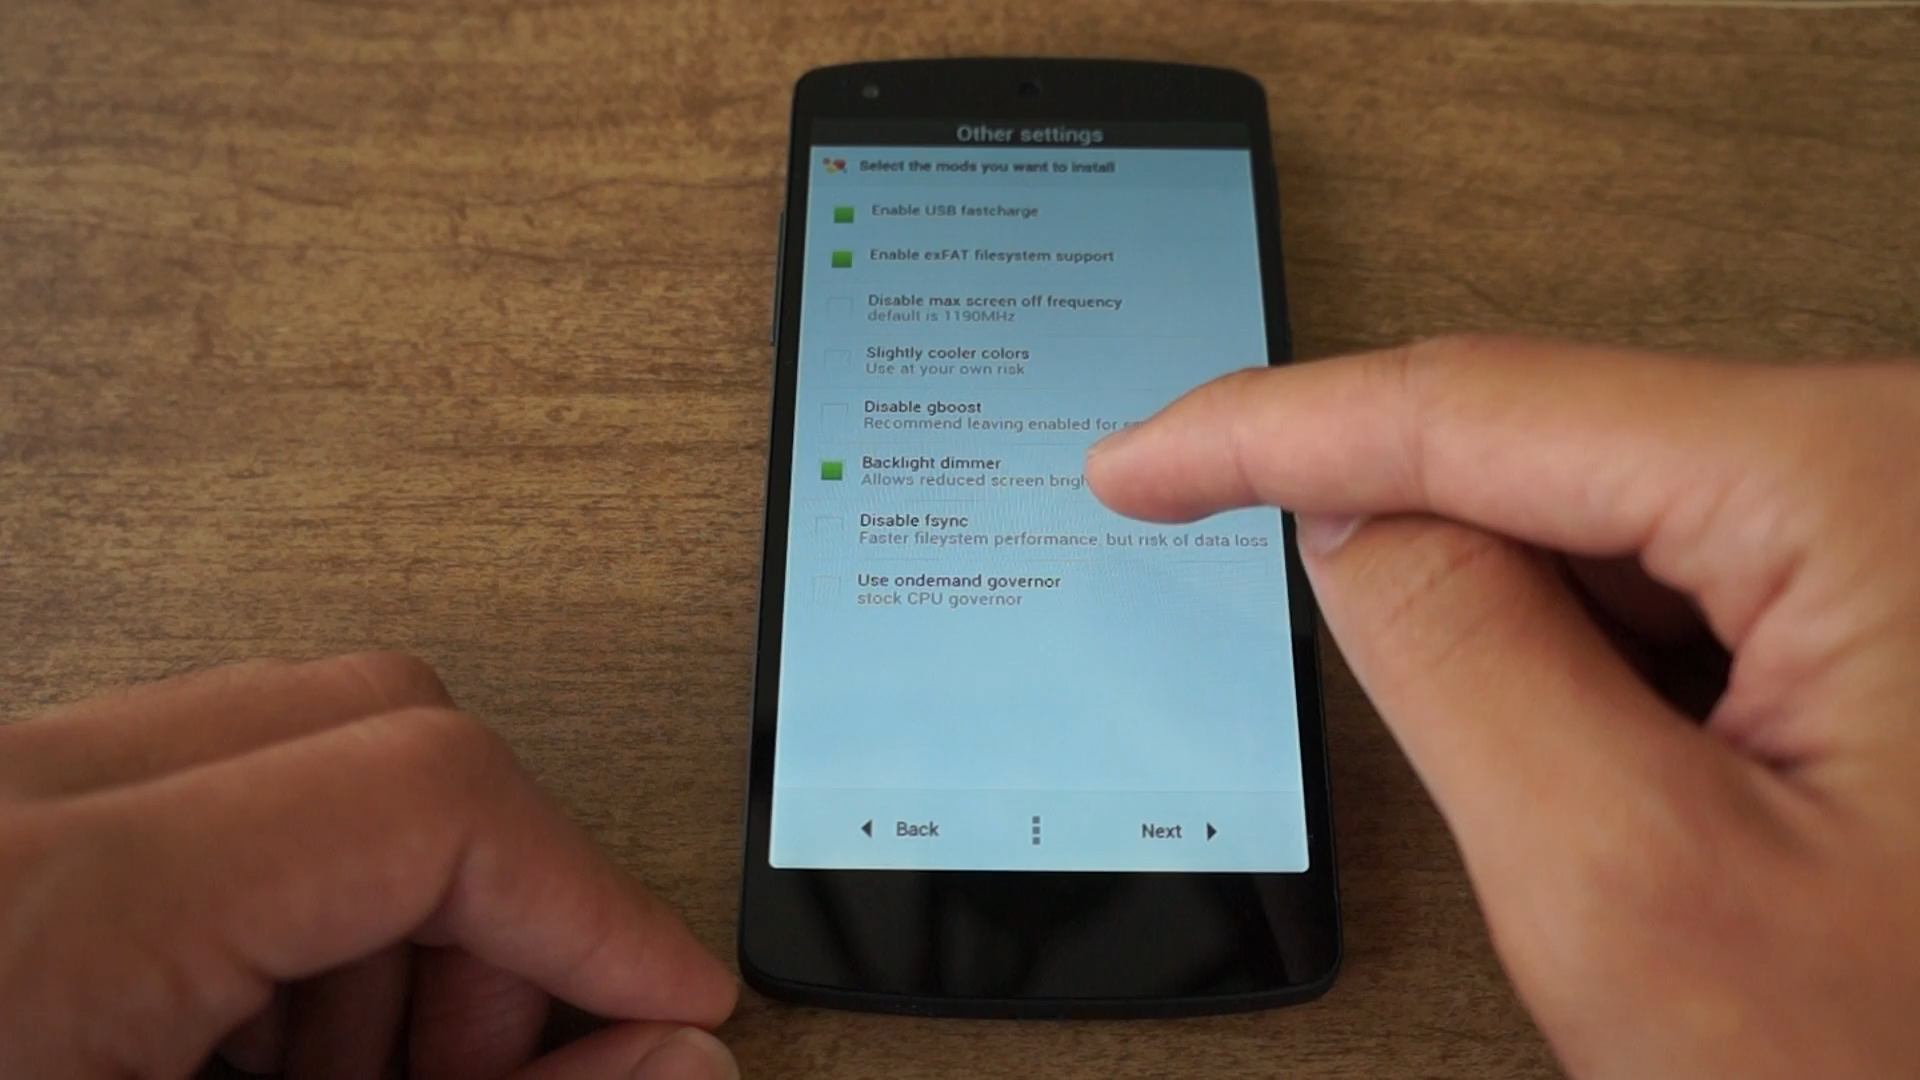 Other settings
Select the mods you want to install
Enable USB fastcharge
Enable exFAT filesystem support
Disable max screen off frequency
default is 1190MHz
Slightly cooler colors
Use at your own risk
Disable gboost
Recommend leaving enabled for
Backlight dimmer
Allows reduced screen
Disable fsync
Faster fileystem performance, but risk of data loss
Use ondemand governor
stock CPU governor
Back
Next